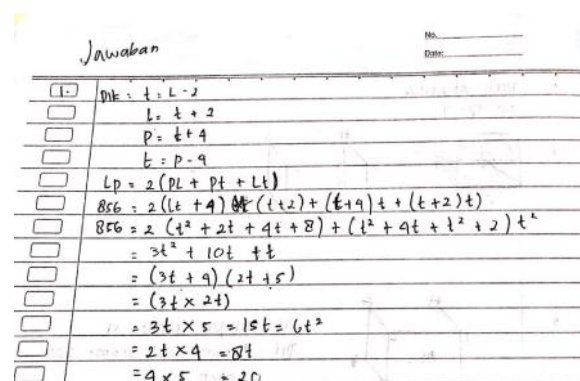 Jawaban
No.
Date:
1. Dik : t = L - 2
L = t + 2
P = t + 4
t = P - 4
Lp = 2 (PL + Pt + Lt)
856 = 2 ((t + 4) (t+2) + (t+4) t + (t+2) t)
856 = 2 (t² + 2t + 4t + 8) + (t² + 4t + t² + 2) t²
= 3t² + 10t + t
= (3t + 4) (2t + 5)
= (3t x 2t)
= 3t x 5 = 15t = 6t²
= 2t x 4 = 8t
= 4 x 5 = 20